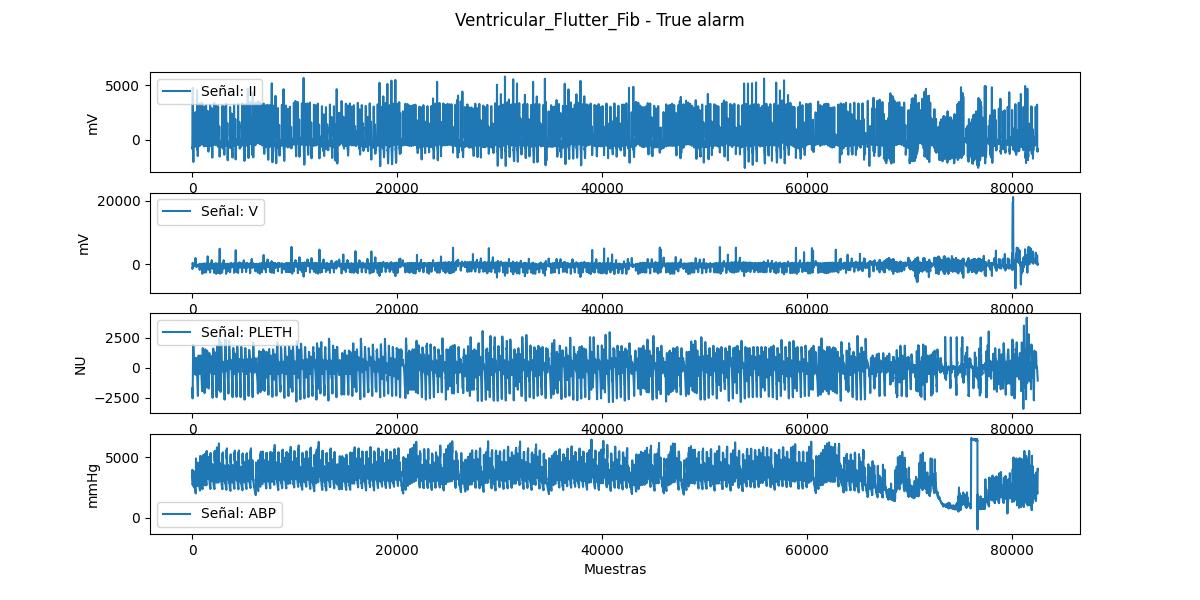 Ventricular_Flutter_Fib - True alarm
5000
0
mV
Señal: II
0 20000 40000 60000 80000
20000
0
mV
Señal: V
0 20000 40000 60000 80000
2500
0
−2500
NU
Señal: PLETH
0 20000 40000 60000 80000
5000
0
mmHg
Señal: ABP
0 20000 40000 60000 80000
Muestras